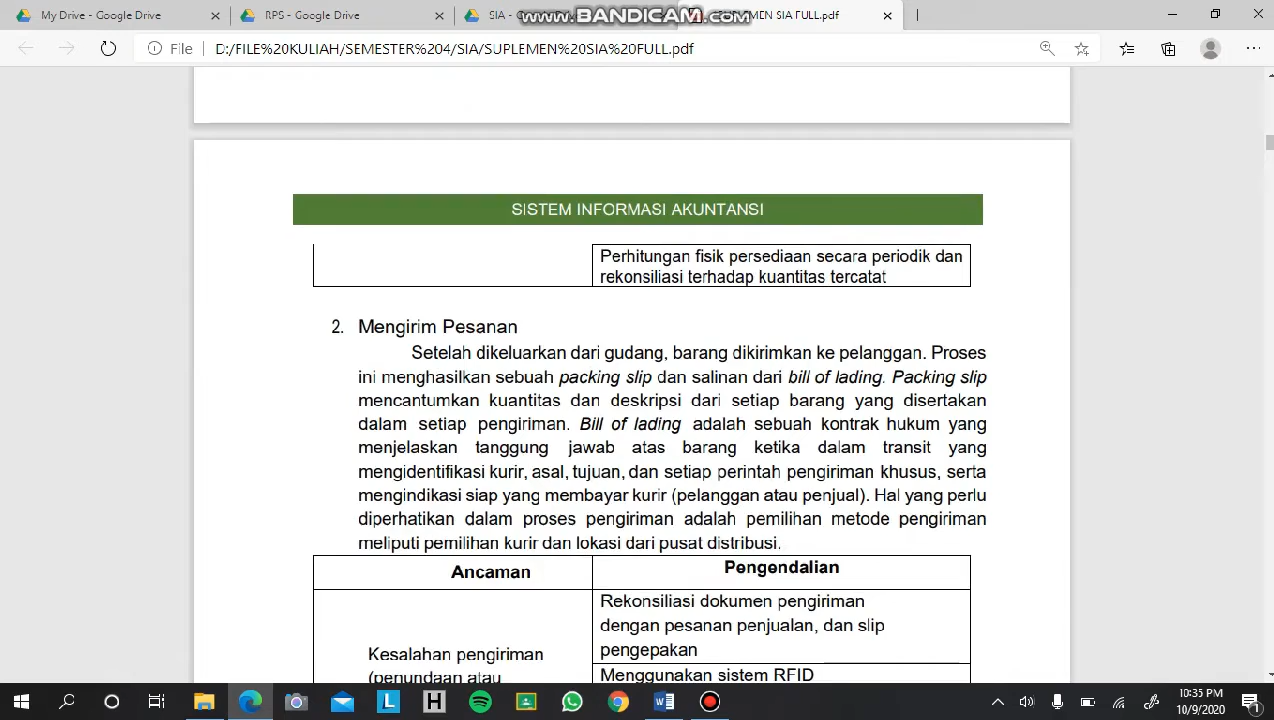 My Drive - Google Drive
RPS - Google Drive
SIA -
www.BANDICAM.com
SIA FULL.pdf
File
D:/FILE%20KULIAH/SEMESTER%204/SIA/SUPLEMEN%20SIA%20FULL.pdf
SISTEM INFORMASI AKUNTANSI
Perhitungan fisik persediaan secara periodik dan
rekonsiliasi terhadap kuantitas tercatat
2. Mengirim Pesanan
Setelah dikeluarkan dari gudang, barang dikirimkan ke pelanggan. Proses
ini menghasilkan sebuah packing slip dan salinan dari bill of lading. Packing slip
mencantumkan kuantitas dan deskripsi dari setiap barang yang disertakan
dalam setiap pengiriman. Bill of lading adalah sebuah kontrak hukum yang
menjelaskan tanggung jawab atas barang ketika dalam transit yang
mengidentifikasi kurir, asal, tujuan, dan setiap perintah pengiriman khusus, serta
mengindikasi siap yang membayar kurir (pelanggan atau penjual). Hal yang perlu
diperhatikan dalam proses pengiriman adalah pemilihan metode pengiriman
meliputi pemilihan kurir dan lokasi dari pusat distribusi.
Ancaman
Pengendalian
Rekonsiliasi dokumen pengiriman
dengan pesanan penjualan, dan slip
pengepakan
Kesalahan pengiriman
(penundaan atau
Menggunakan sistem RFID
10:35 PM
10/9/2020